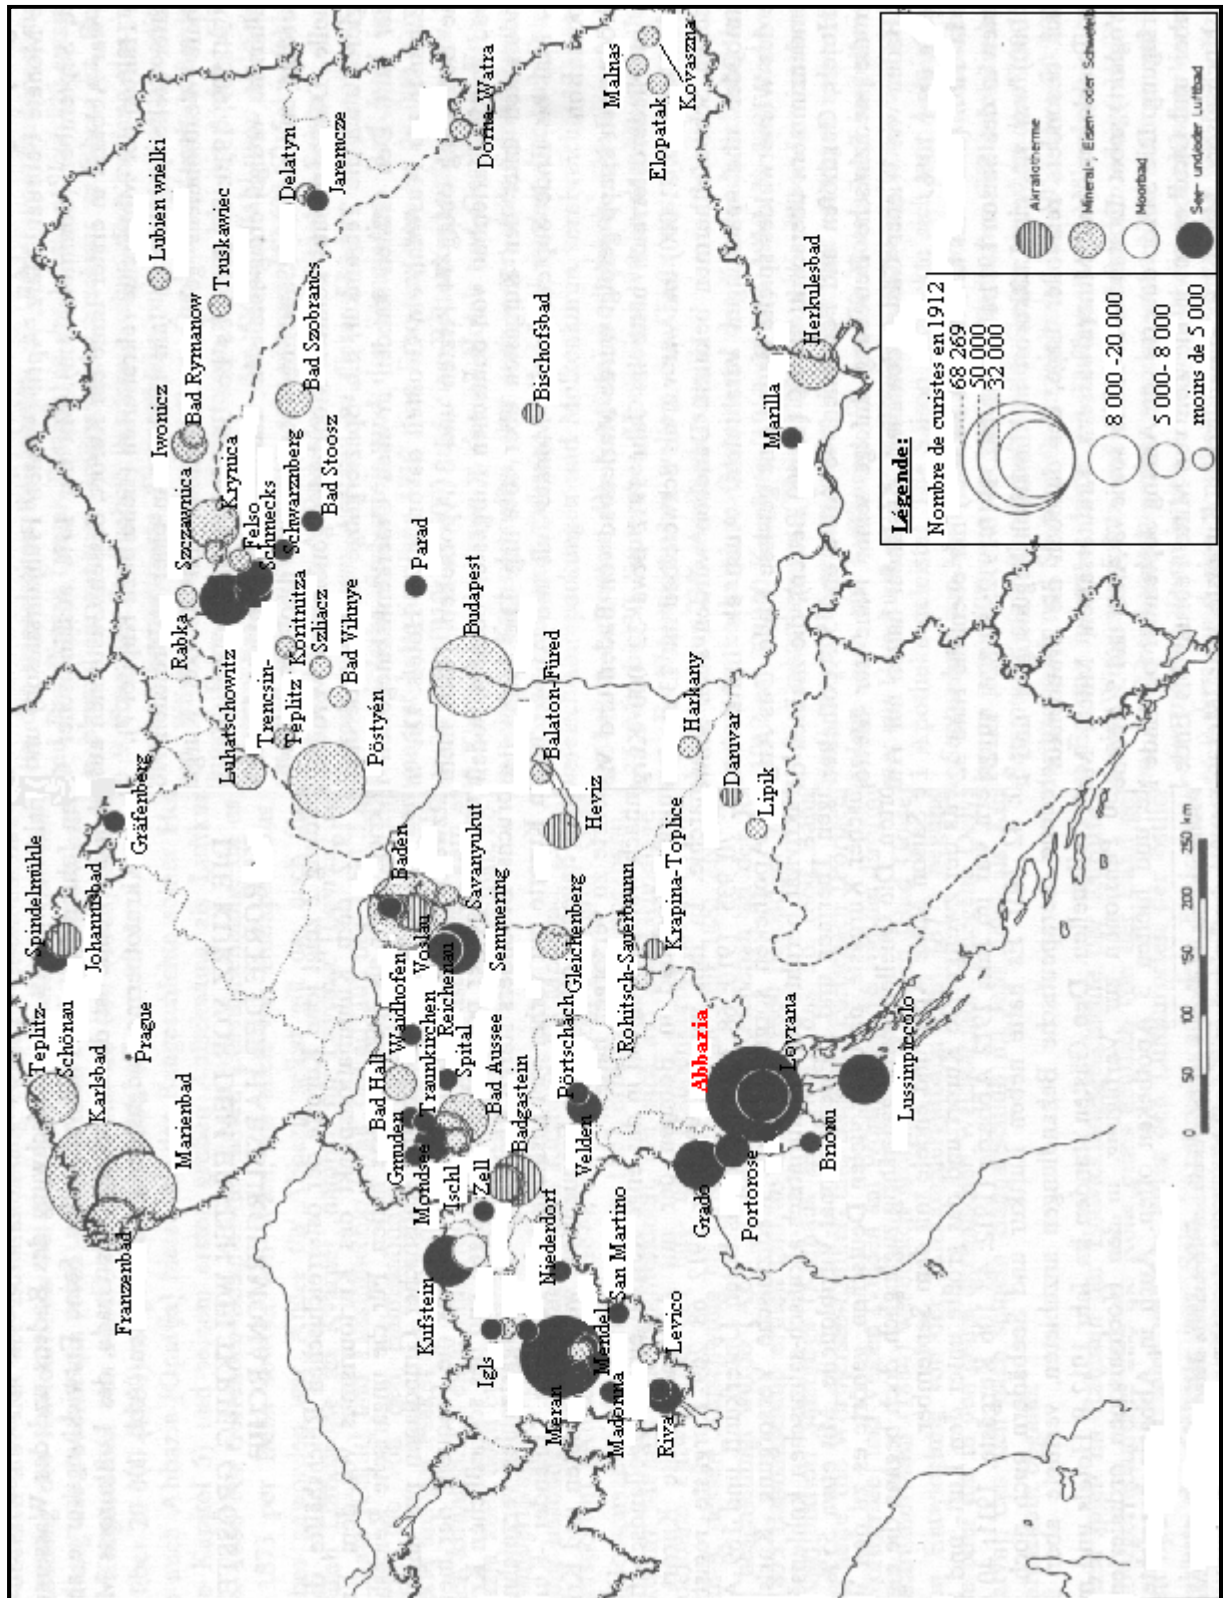 Spindelmühle
Johannisbad
Gräfenberg
Teplitz-
Schönau
Karlsbad
Prague
Marienbad
Franzenbad
Rabka
Szczawnica
Iwonicz
Bad Rymanow
Krynica
Lubien wielki
Truskawiec
Delatyn
Jaremcze
Dorna-Watra
Luhatschowitz
Trencsin-
Teplitz
Koritnitza
Szliacz
Bad Vihnye
Pöstyén
Felso
Schmecks
Schwarznberg
Bad Stoosz
Bad Szobrancs
Parad
Budapest
Bischofsbad
Malnas
Elopatak
Kovaszna
Baden
Voslau
Savanyukut
Semmering
Reichenau
Waidhofen
Bad Hall
Traunkirchen
Spital
Gmunden
Mondsee
Ischl
Bad Aussee
Zell
Badgastein
Kufstein
Igls
Niederdorf
Meran
Mendel
San Martino
Madonna
Riva
Levico
Velden
Pörtschach
Gleichenberg
Rohitsch-Sauerbrunn
Krapina-Toplice
Balaton-Füred
Heviz
Harkany
Daruvar
Lipik
Marilla
Herkulesbad
Abbazia
Lovrana
Grado
Portorose
Brioni
Lussinpiccolo
0 50 100 150 200 250 km
Légende:
Nombre de curistes en 1912
68 269
50 000
32 000
8 000 -20 000
5 000- 8 000
moins de 5 000
Akratotherme
Mineral-, Eisen- oder Schwefelb
Moorbad
See- und/oder Luftbad